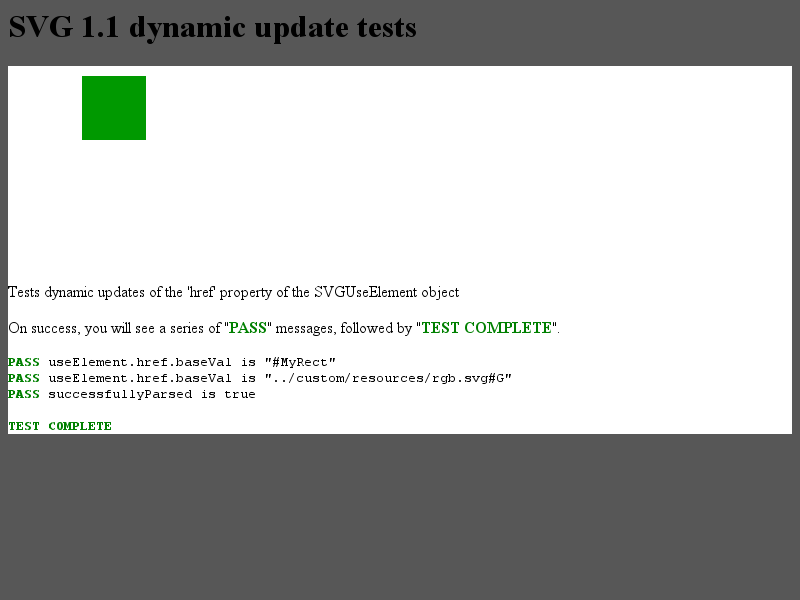 SVG 1.1 dynamic update tests
Tests dynamic updates of the 'href' property of the SVGUseElement object
On success, you will see a series of "PASS" messages, followed by "TEST COMPLETE".
PASS useElement.href.baseVal is "#MyRect"
PASS useElement.href.baseVal is "../custom/resources/rgb.svg#G"
PASS successfullyParsed is true
TEST COMPLETE